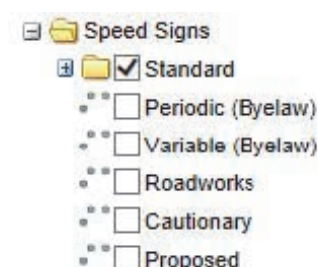 Speed Signs
Standard
Periodic (Byelaw)
Variable (Byelaw)
Roadworks
Cautionary
Proposed